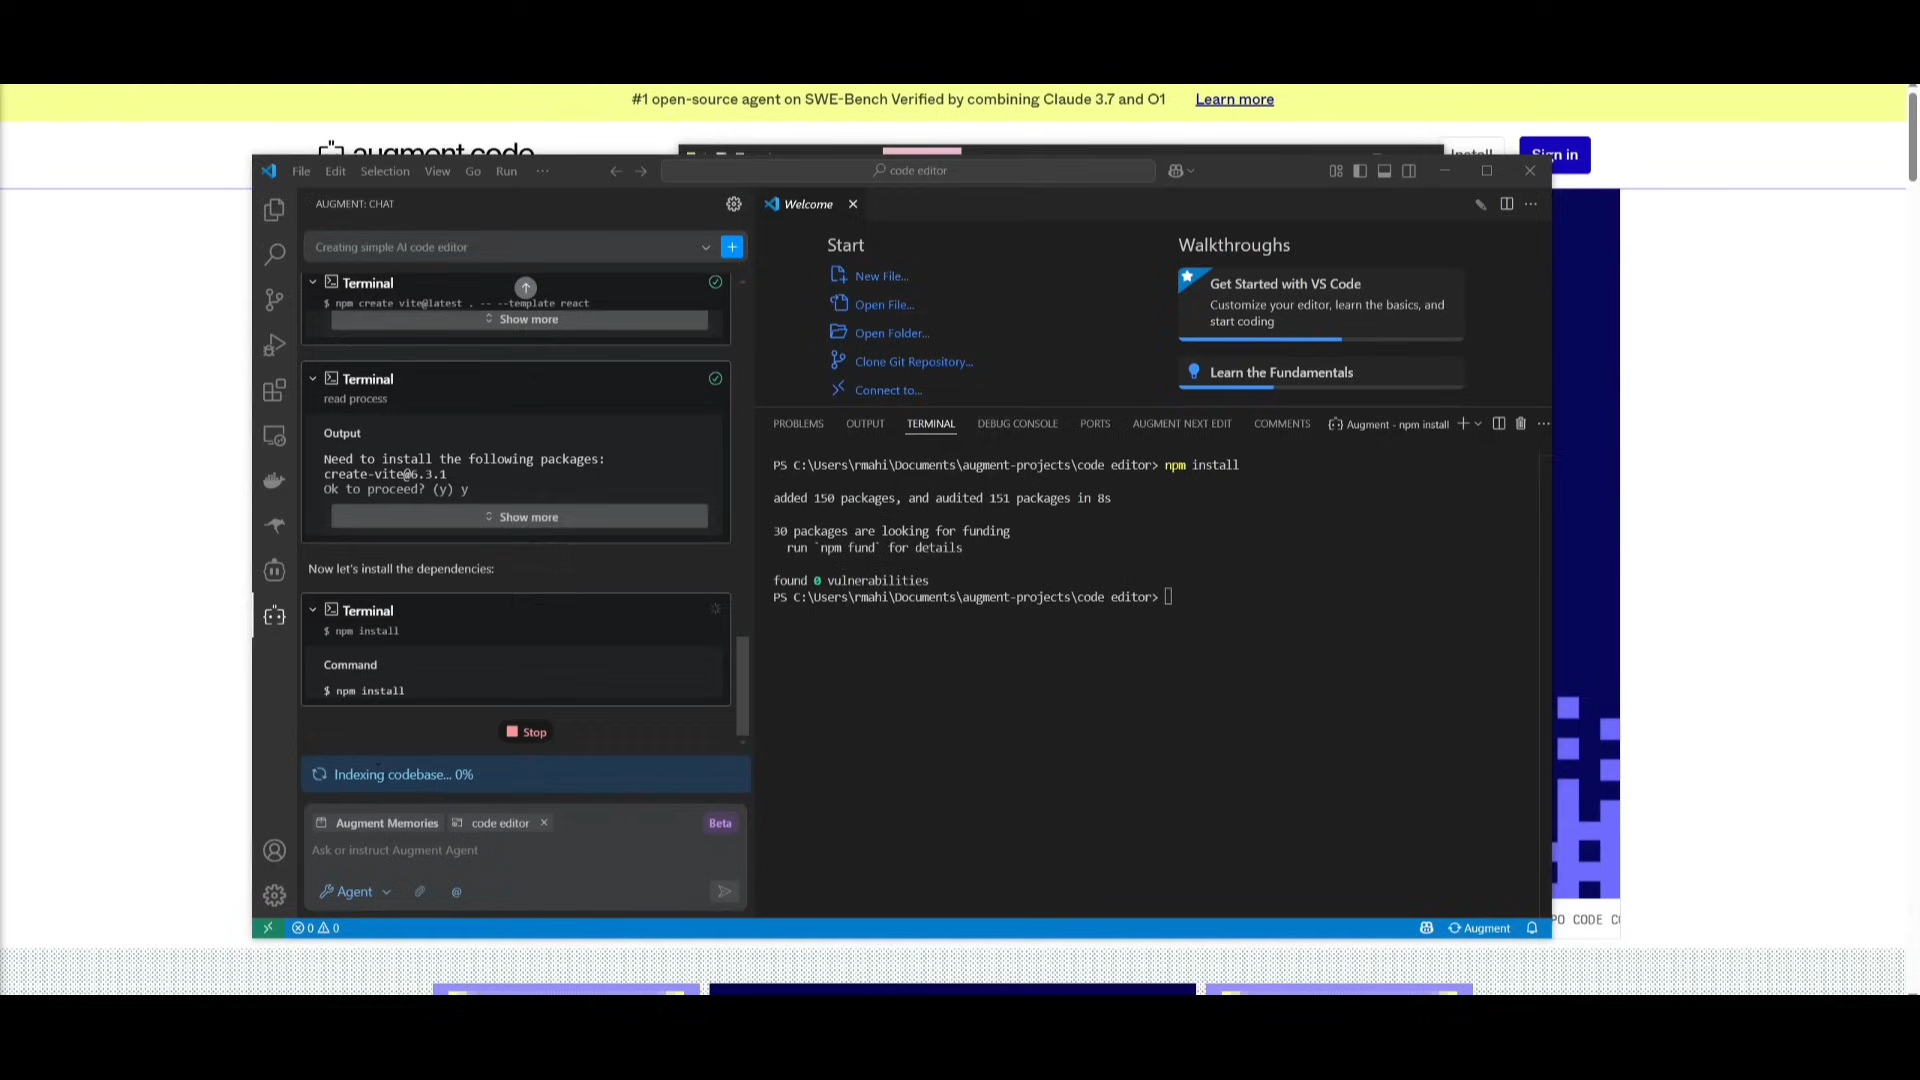 #1 open-source agent on SWE-Bench Verified by combining Claude 3.7 and O1 Learn more
augment code
Install
Sign in
File Edit Selection View Go Run ···
code editor
AUGMENT: CHAT
Creating simple AI code editor
Terminal
$ npm create vite@latest . -- --template react
Show more
Terminal
read process
Output
Need to install the following packages:
create-vite@6.3.1
Ok to proceed? (y) y
Show more
Now let's install the dependencies:
Terminal
$ npm install
Command
$ npm install
Stop
Indexing codebase... 0%
Augment Memories code editor
Beta
Ask or instruct Augment Agent
Agent @
Welcome
Start
New File...
Open File...
Open Folder...
Clone Git Repository...
Connect to...
Walkthroughs
Get Started with VS Code
Customize your editor, learn the basics, and
start coding
Learn the Fundamentals
PROBLEMS OUTPUT TERMINAL DEBUG CONSOLE PORTS AUGMENT NEXT EDIT COMMENTS Augment - npm install
PS C:\Users\rmahi\Documents\augment-projects\code editor> npm install
added 150 packages, and audited 151 packages in 8s
30 packages are looking for funding
run `npm fund` for details
found 0 vulnerabilities
PS C:\Users\rmahi\Documents\augment-projects\code editor>
0 0
Augment
CODE